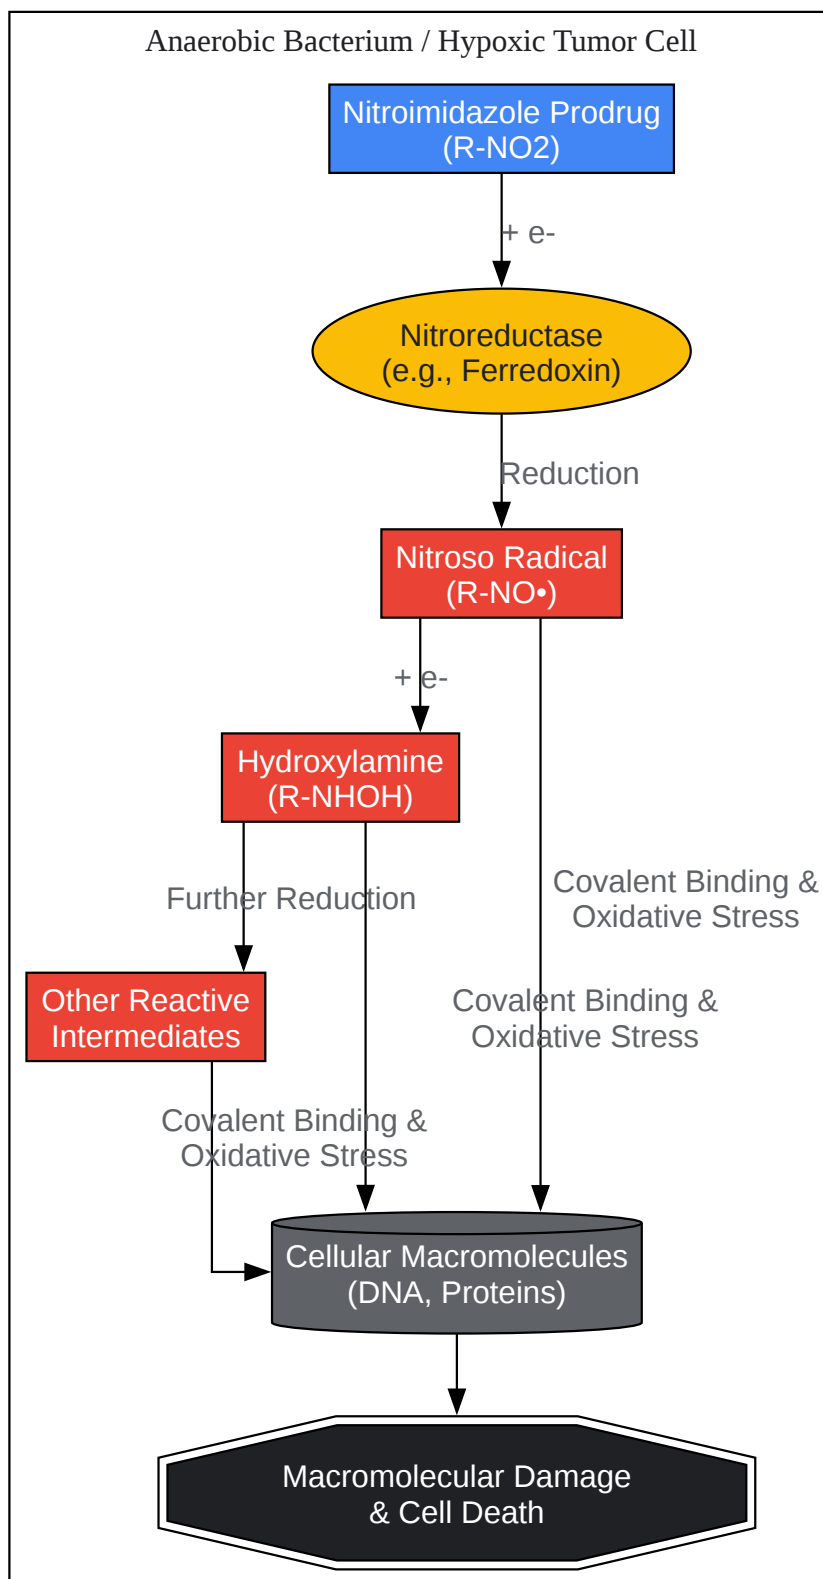 Anaerobic Bacterium / Hypoxic Tumor Cell
Nitroimidazole Prodrug
(R-NO2)
+ e-
Nitroreductase
(e.g., Ferredoxin)
Reduction
Nitroso Radical
(R-NO•)
+ e-
Hydroxylamine
(R-NHOH)
Further Reduction
Covalent Binding &
Oxidative Stress
Other Reactive
Intermediates
Covalent Binding &
Oxidative Stress
Covalent Binding &
Oxidative Stress
Cellular Macromolecules
(DNA, Proteins)
Macromolecular Damage
& Cell Death